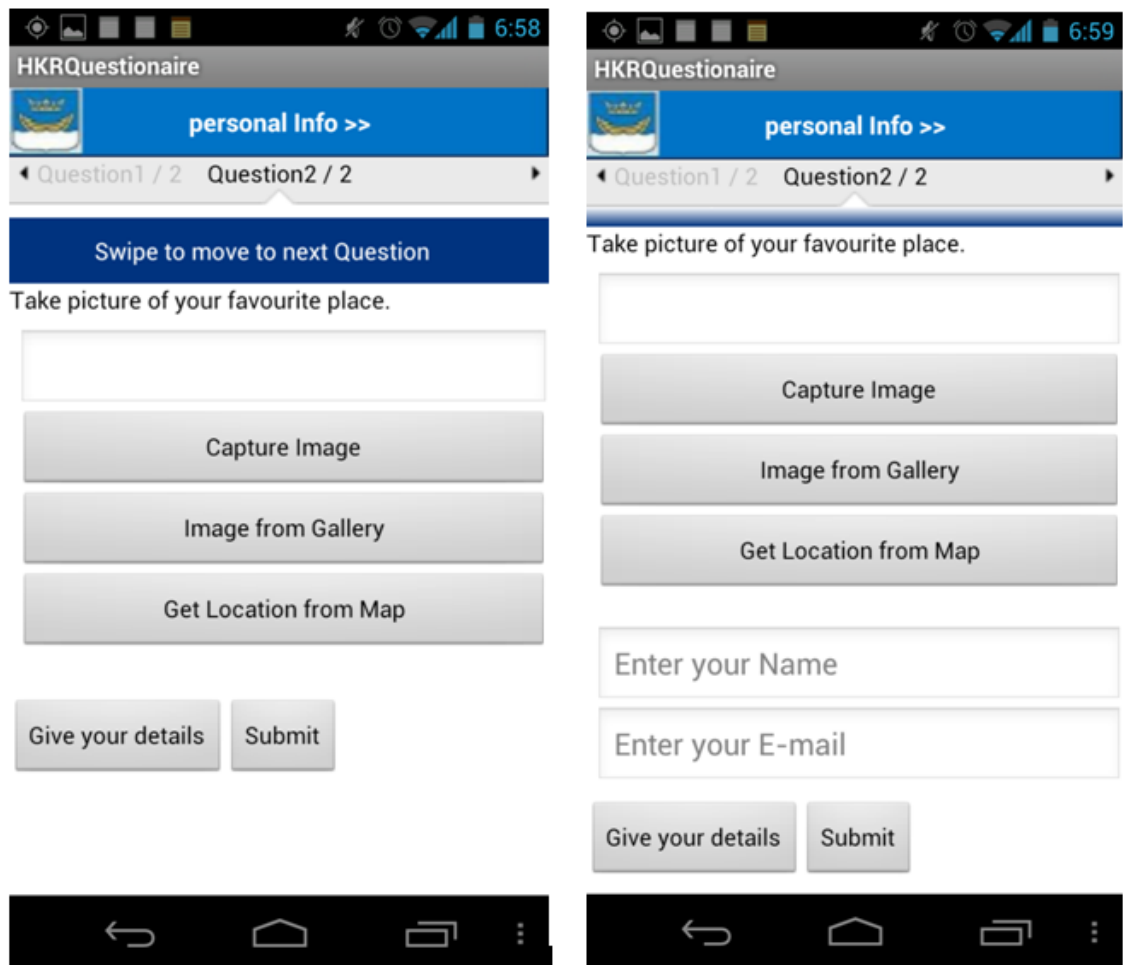 6:58
HKRQuestionaire
personal Info >>
Question1 / 2 Question2 / 2
Swipe to move to next Question
Take picture of your favourite place.
Capture Image
Image from Gallery
Get Location from Map
Give your details Submit
6:59
HKRQuestionaire
personal Info >>
Question1 / 2 Question2 / 2
Take picture of your favourite place.
Capture Image
Image from Gallery
Get Location from Map
Enter your Name
Enter your E-mail
Give your details Submit